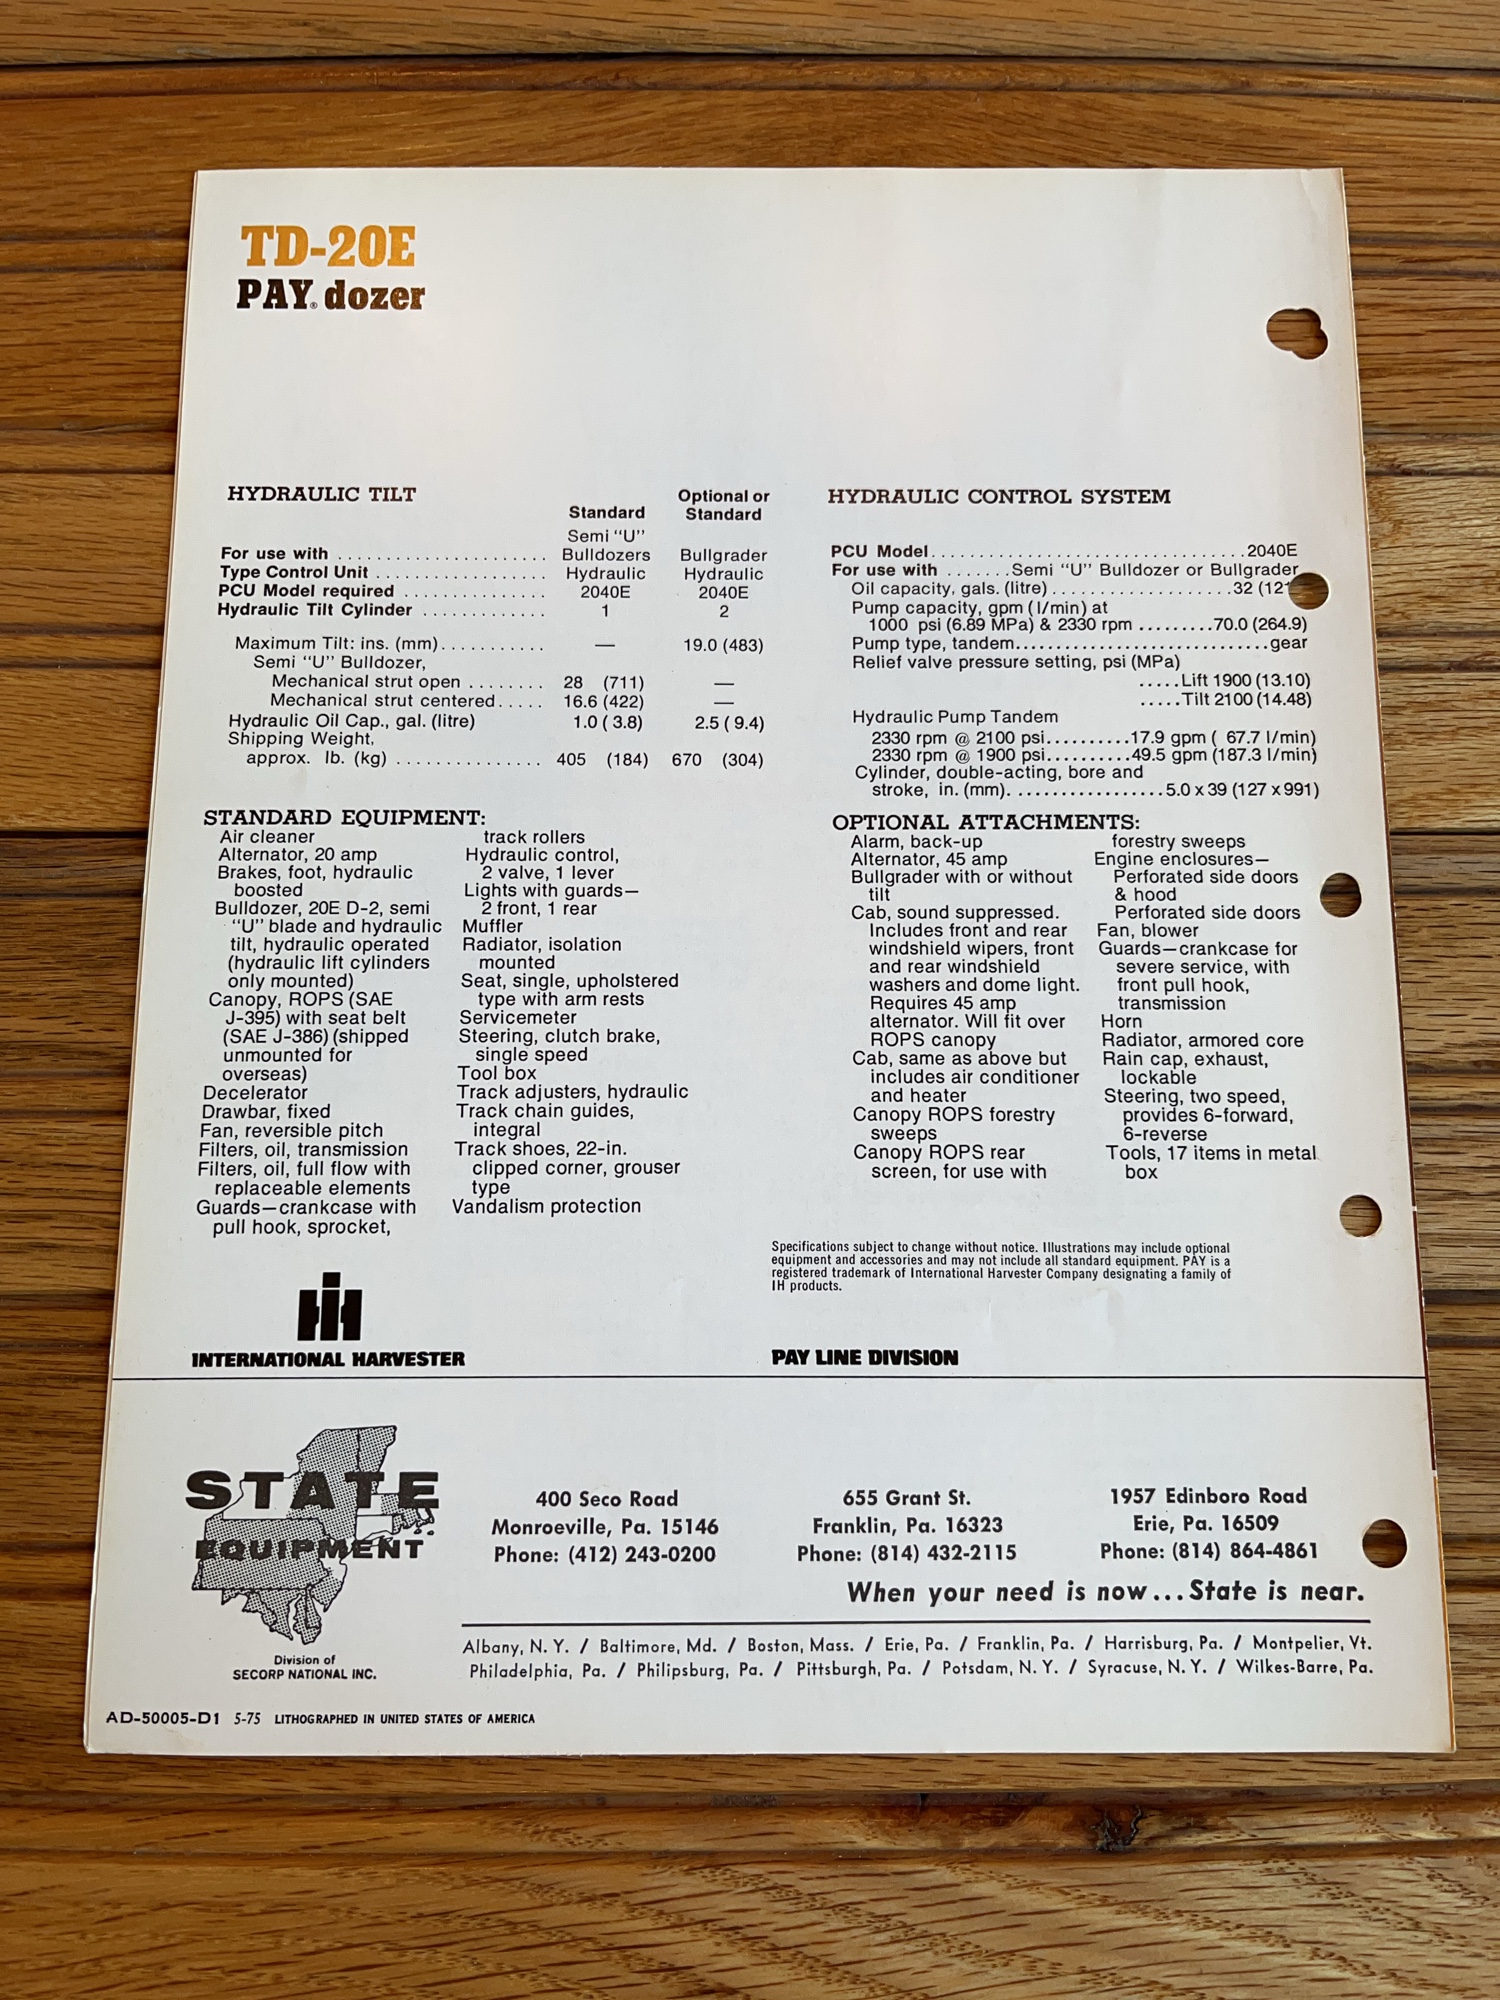 TD-20E
PAY® dozer
HYDRAULIC TILT
Standard
Optional or
Standard
Semi "U"
For use with ...................... Bulldozers Bullgrader
Type Control Unit .................. Hydraulic Hydraulic
PCU Model required ............... 2040E 2040E
Hydraulic Tilt Cylinder ............. 1 2
Maximum Tilt: ins. (mm)........... — 19.0 (483)
Semi "U" Bulldozer,
Mechanical strut open ........ 28 (711) —
Mechanical strut centered..... 16.6 (422) —
Hydraulic Oil Cap., gal. (litre) 1.0 ( 3.8) 2.5 ( 9.4)
Shipping Weight,
approx. lb. (kg) ............... 405 (184) 670 (304)
HYDRAULIC CONTROL SYSTEM
PCU Model................................2040E
For use with .......Semi "U" Bulldozer or Bullgrader
Oil capacity, gals. (litre) ...................32 (121
Pump capacity, gpm (l/min) at
1000 psi (6.89 MPa) & 2330 rpm .........70.0 (264.9)
Pump type, tandem.............................gear
Relief valve pressure setting, psi (MPa)
.....Lift 1900 (13.10)
.....Tilt 2100 (14.48)
Hydraulic Pump Tandem
2330 rpm @ 2100 psi..........17.9 gpm ( 67.7 l/min)
2330 rpm @ 1900 psi..........49.5 gpm (187.3 l/min)
Cylinder, double-acting, bore and
stroke, in. (mm). ................5.0 x 39 (127 x 991)
STANDARD EQUIPMENT:
Air cleaner
Alternator, 20 amp
Brakes, foot, hydraulic
boosted
Bulldozer, 20E D-2, semi
"U" blade and hydraulic
tilt, hydraulic operated
(hydraulic lift cylinders
only mounted)
Canopy, ROPS (SAE
J-395) with seat belt
(SAE J-386) (shipped
unmounted for
overseas)
Decelerator
Drawbar, fixed
Fan, reversible pitch
Filters, oil, transmission
Filters, oil, full flow with
replaceable elements
Guards—crankcase with
pull hook, sprocket,
track rollers
Hydraulic control,
2 valve, 1 lever
Lights with guards—
2 front, 1 rear
Muffler
Radiator, isolation
mounted
Seat, single, upholstered
type with arm rests
Servicemeter
Steering, clutch brake,
single speed
Tool box
Track adjusters, hydraulic
Track chain guides,
integral
Track shoes, 22-in.
clipped corner, grouser
type
Vandalism protection
OPTIONAL ATTACHMENTS:
Alarm, back-up
Alternator, 45 amp
Bullgrader with or without
tilt
Cab, sound suppressed.
Includes front and rear
windshield wipers, front
and rear windshield
washers and dome light.
Requires 45 amp
alternator. Will fit over
ROPS canopy
Cab, same as above but
includes air conditioner
and heater
Canopy ROPS forestry
sweeps
Canopy ROPS rear
screen, for use with
forestry sweeps
Engine enclosures—
Perforated side doors
& hood
Perforated side doors
Fan, blower
Guards—crankcase for
severe service, with
front pull hook,
transmission
Horn
Radiator, armored core
Rain cap, exhaust,
lockable
Steering, two speed,
provides 6-forward,
6-reverse
Tools, 17 items in metal
box
Specifications subject to change without notice. Illustrations may include optional
equipment and accessories and may not include all standard equipment. PAY is a
registered trademark of International Harvester Company designating a family of
IH products.
IH
INTERNATIONAL HARVESTER
PAY LINE DIVISION
STATE
EQUIPMENT
Division of
SECORP NATIONAL INC.
400 Seco Road
Monroeville, Pa. 15146
Phone: (412) 243-0200
655 Grant St.
Franklin, Pa. 16323
Phone: (814) 432-2115
1957 Edinboro Road
Erie, Pa. 16509
Phone: (814) 864-4861
When your need is now...State is near.
Albany, N. Y. / Baltimore, Md. / Boston, Mass. / Erie, Pa. / Franklin, Pa. / Harrisburg, Pa. / Montpelier, Vt.
Philadelphia, Pa. / Philipsburg, Pa. / Pittsburgh, Pa. / Potsdam, N. Y. / Syracuse, N. Y. / Wilkes-Barre, Pa.
AD-50005-D1 5-75 LITHOGRAPHED IN UNITED STATES OF AMERICA